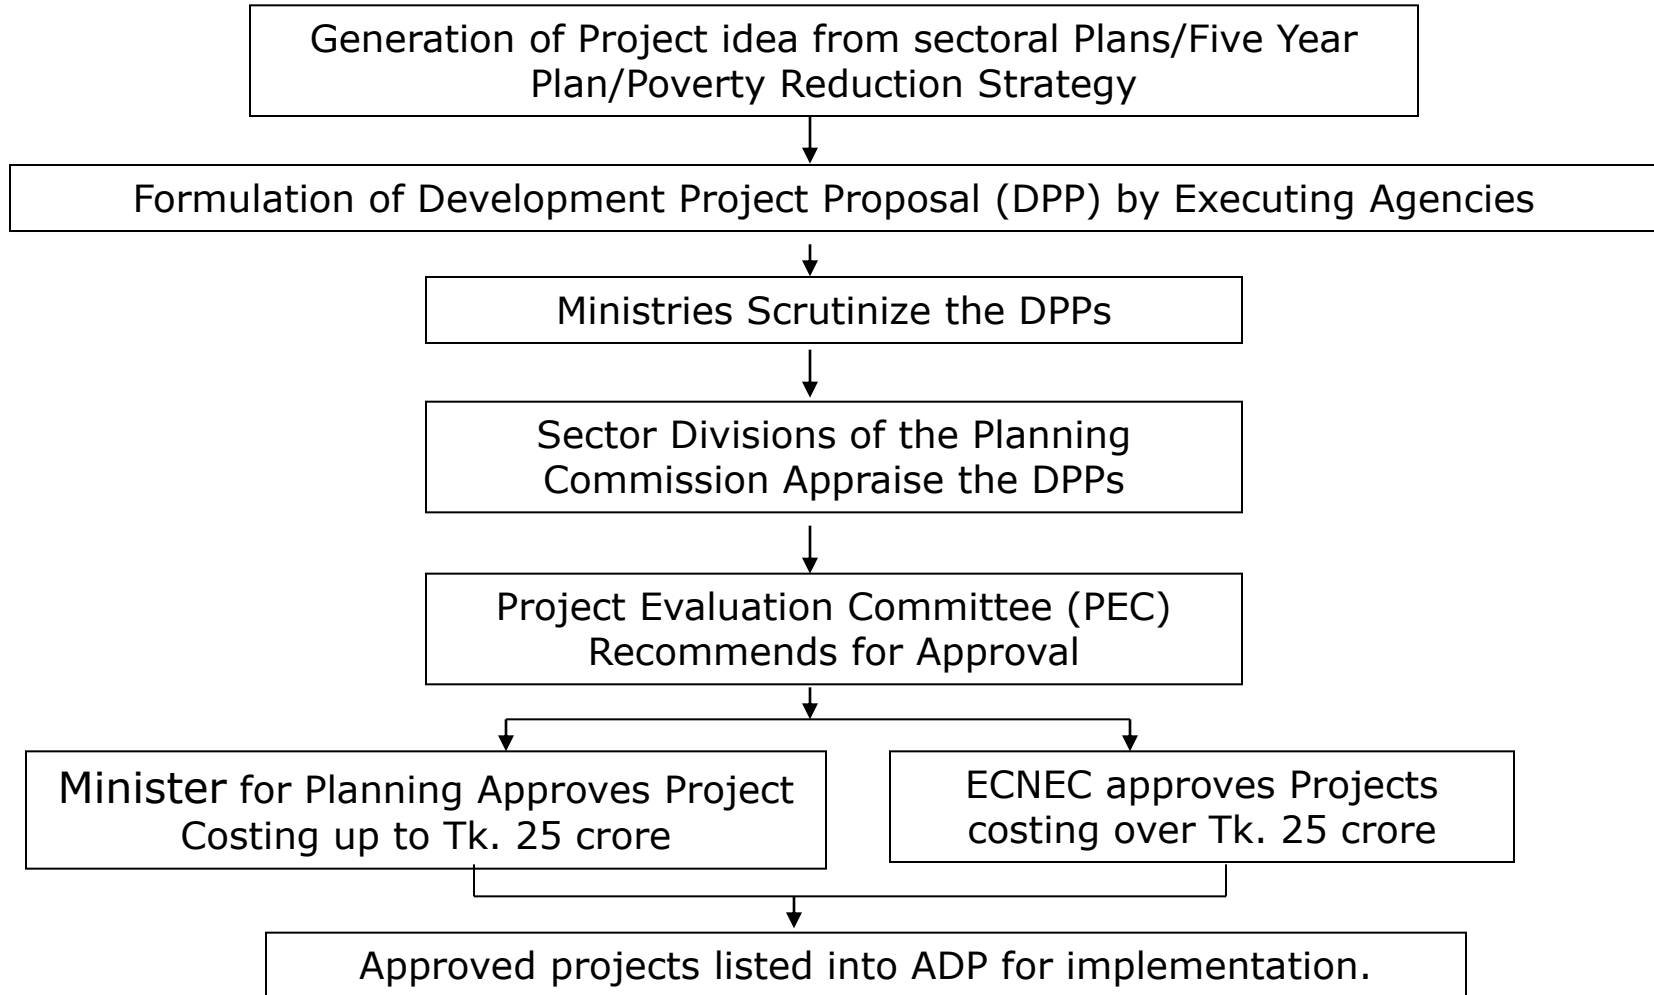 Generation of Project idea from sectoral Plans/Five Year
Plan/Poverty Reduction Strategy
Formulation of Development Project Proposal (DPP) by Executing Agencies
Ministries Scrutinize the DPPs
Sector Divisions of the Planning
Commission Appraise the DPPs
Project Evaluation Committee (PEC)
Recommends for Approval
Minister for Planning Approves Project
Costing up to Tk. 25 crore
ECNEC approves Projects
costing over Tk. 25 crore
Approved projects listed into ADP for implementation.